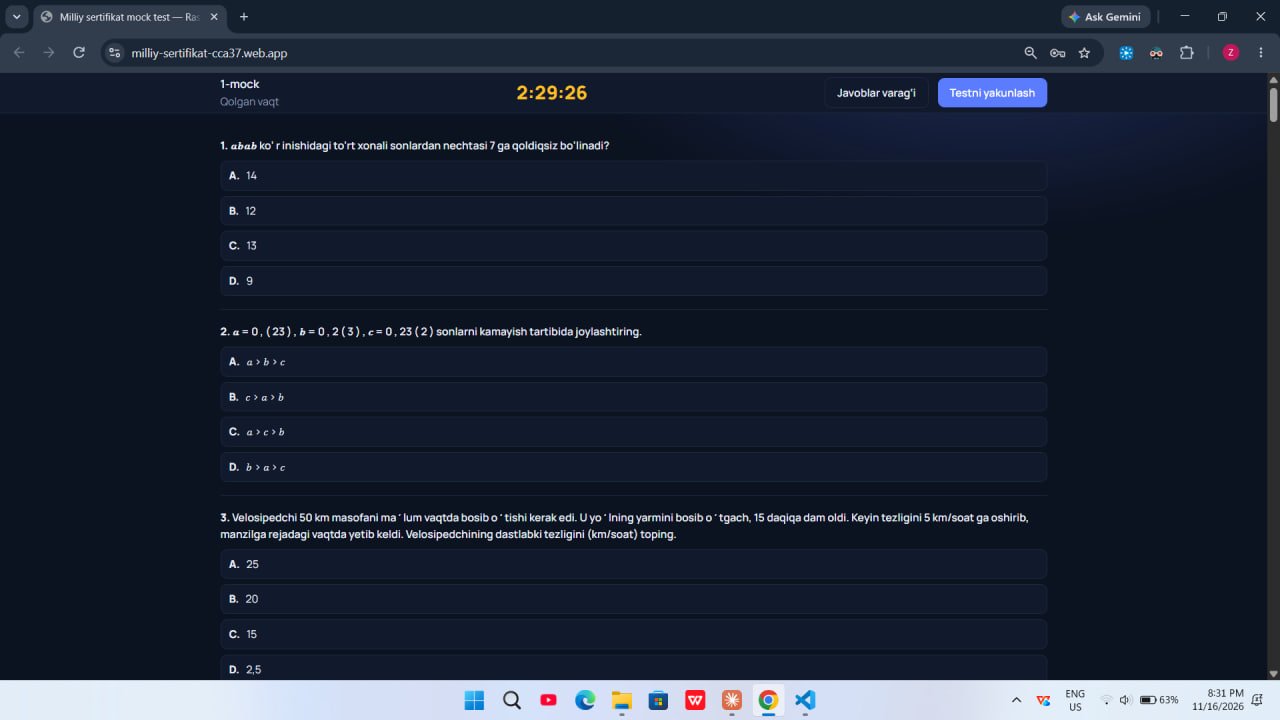 Milliy sertifikat mock test — Ras
Ask Gemini
milliy-sertifikat-cca37.web.app
Z
1-mock
Qolgan vaqt
2:29:26
Javoblar varag'i
Testni yakunlash
1. abab ko' r inishidagi to'rt xonali sonlardan nechtasi 7 ga qoldiqsiz bo'linadi?
A. 14
B. 12
C. 13
D. 9
2. a = 0 , ( 23 ) , b = 0 , 2 ( 3 ) , c = 0 , 23 ( 2 ) sonlarni kamayish tartibida joylashtiring.
A. a > b > c
B. c > a > b
C. a > c > b
D. b > a > c
3. Velosipedchi 50 km masofani ma ' lum vaqtda bosib o ' tishi kerak edi. U yo ' lning yarmini bosib o ' tgach, 15 daqiqa dam oldi. Keyin tezligini 5 km/soat ga oshirib,
manzilga rejadagi vaqtda yetib keldi. Velosipedchining dastlabki tezligini (km/soat) toping.
A. 25
B. 20
C. 15
D. 2,5
ENG
US
63%
8:31 PM
11/16/2026